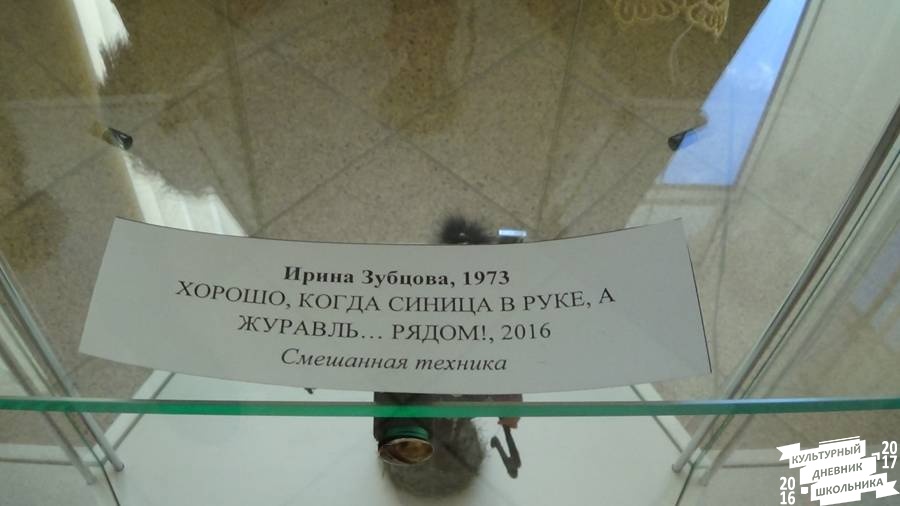 Ирина Зубцова, 1973
ХОРОШО, КОГДА СИНИЦА В РУКЕ, А
ЖУРАВЛЬ... РЯДОМ!, 2016
Смешанная техника
КУЛЬТУРНЫЙ
ДНЕВНИК
ШКОЛЬНИКА
2016
2017